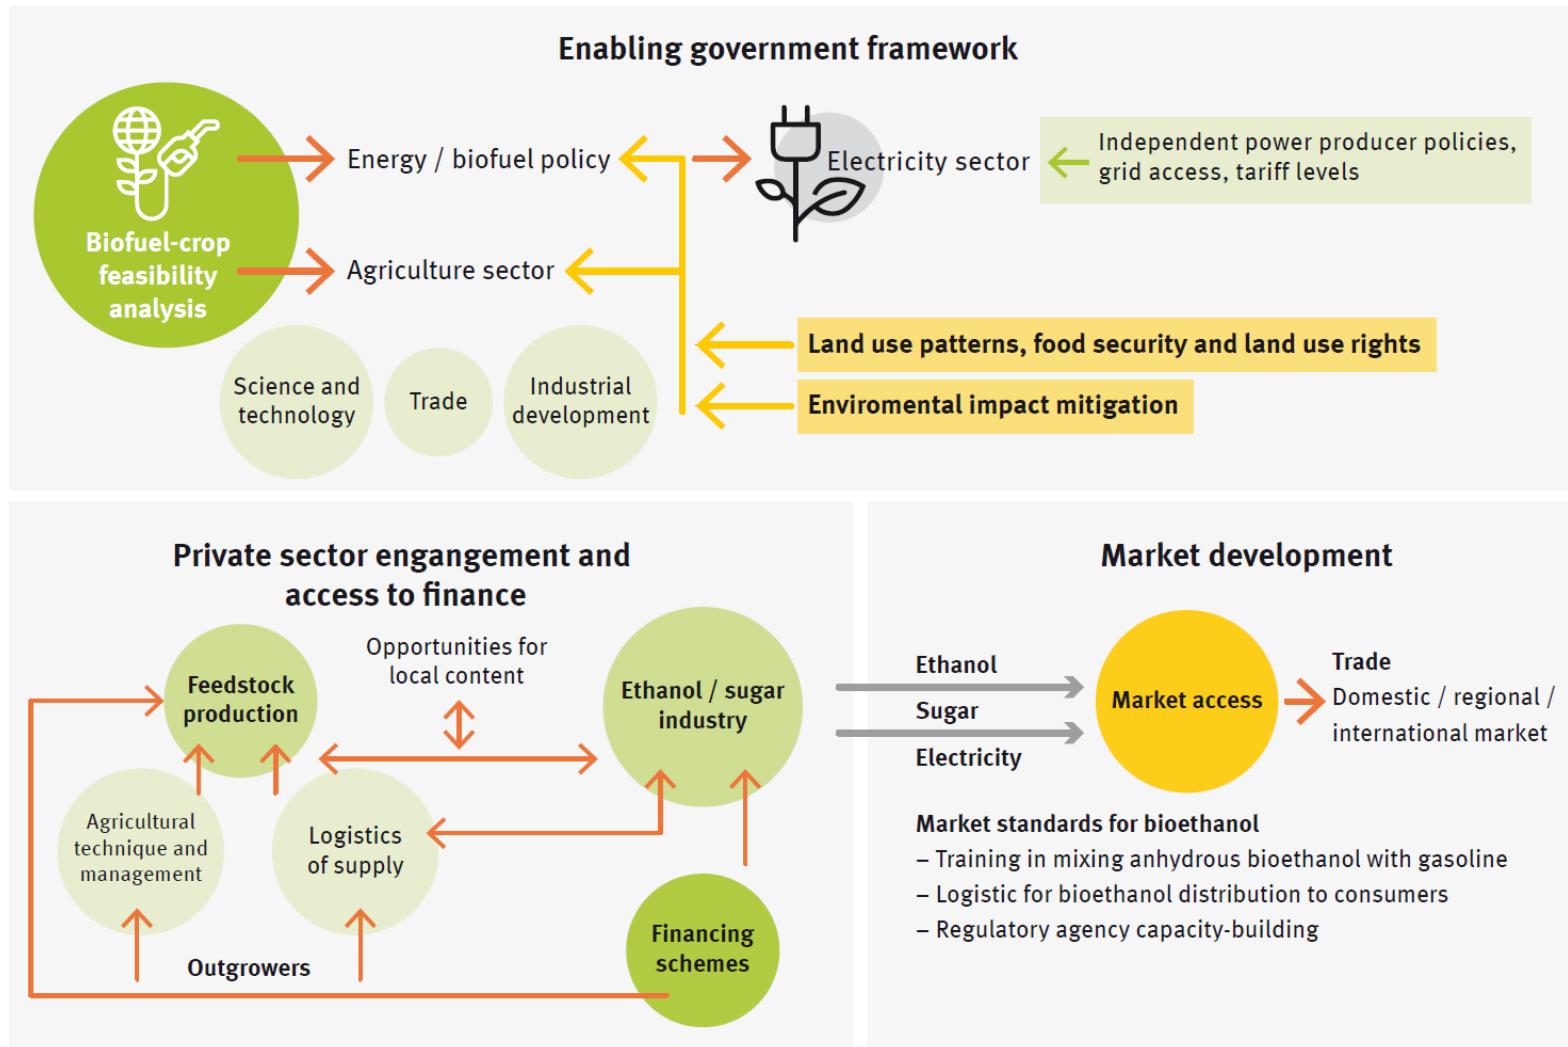 Enabling government framework
Biofuel-crop
feasibility
analysis
Energy / biofuel policy
Electricity sector
Independent power producer policies,
grid access, tariff levels
Agriculture sector
Land use patterns, food security and land use rights
Enviromental impact mitigation
Science and
technology
Trade
Industrial
development
Private sector engangement and
access to finance
Feedstock
production
Opportunities for
local content
Ethanol / sugar
industry
Agricultural
technique and
management
Logistics
of supply
Outgrowers
Financing
schemes
Market development
Ethanol
Sugar
Electricity
Market access
Trade
Domestic / regional /
international market
Market standards for bioethanol
– Training in mixing anhydrous bioethanol with gasoline
– Logistic for bioethanol distribution to consumers
– Regulatory agency capacity-building